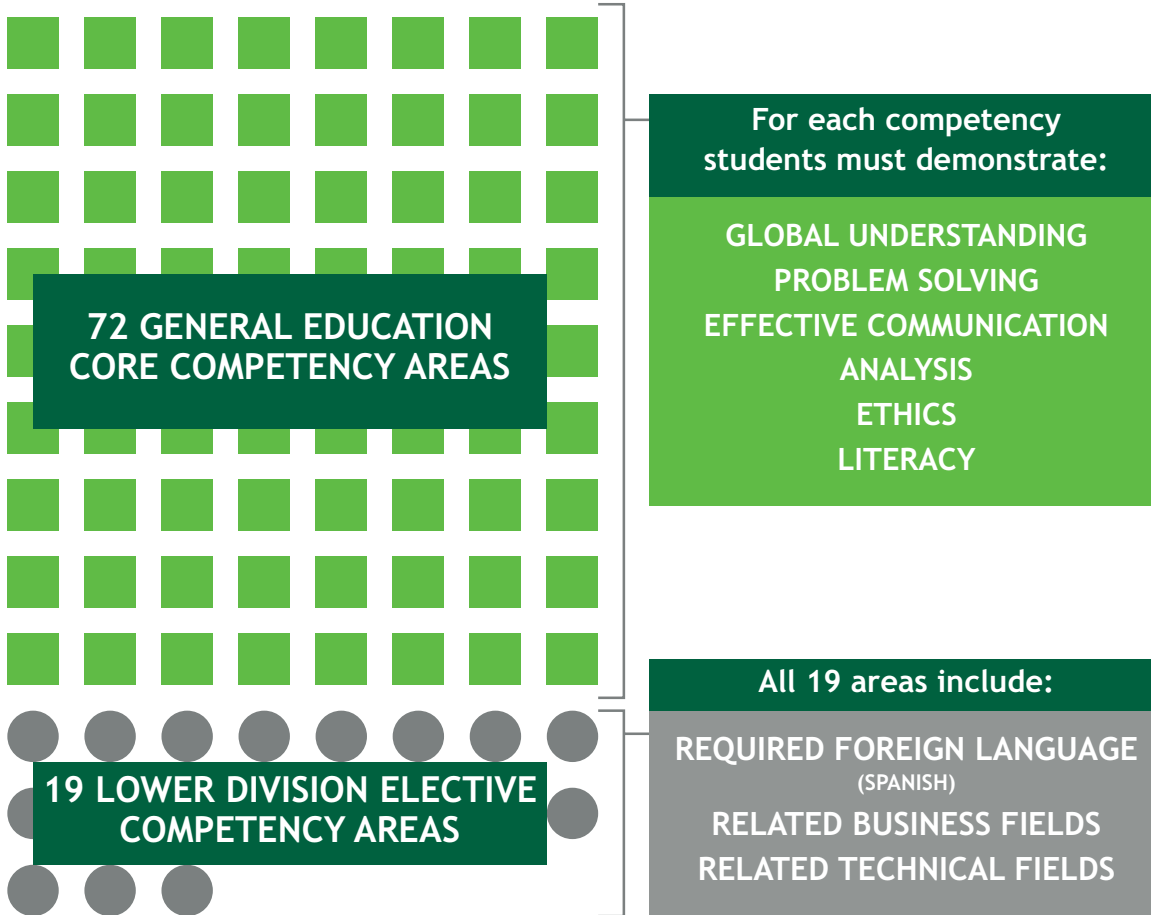 For each competency
students must demonstrate:
GLOBAL UNDERSTANDING
PROBLEM SOLVING
EFFECTIVE COMMUNICATION
ANALYSIS
ETHICS
LITERACY
72 GENERAL EDUCATION
CORE COMPETENCY AREAS
All 19 areas include:
REQUIRED FOREIGN LANGUAGE
(SPANISH)
RELATED BUSINESS FIELDS
RELATED TECHNICAL FIELDS
19 LOWER DIVISION ELECTIVE
COMPETENCY AREAS